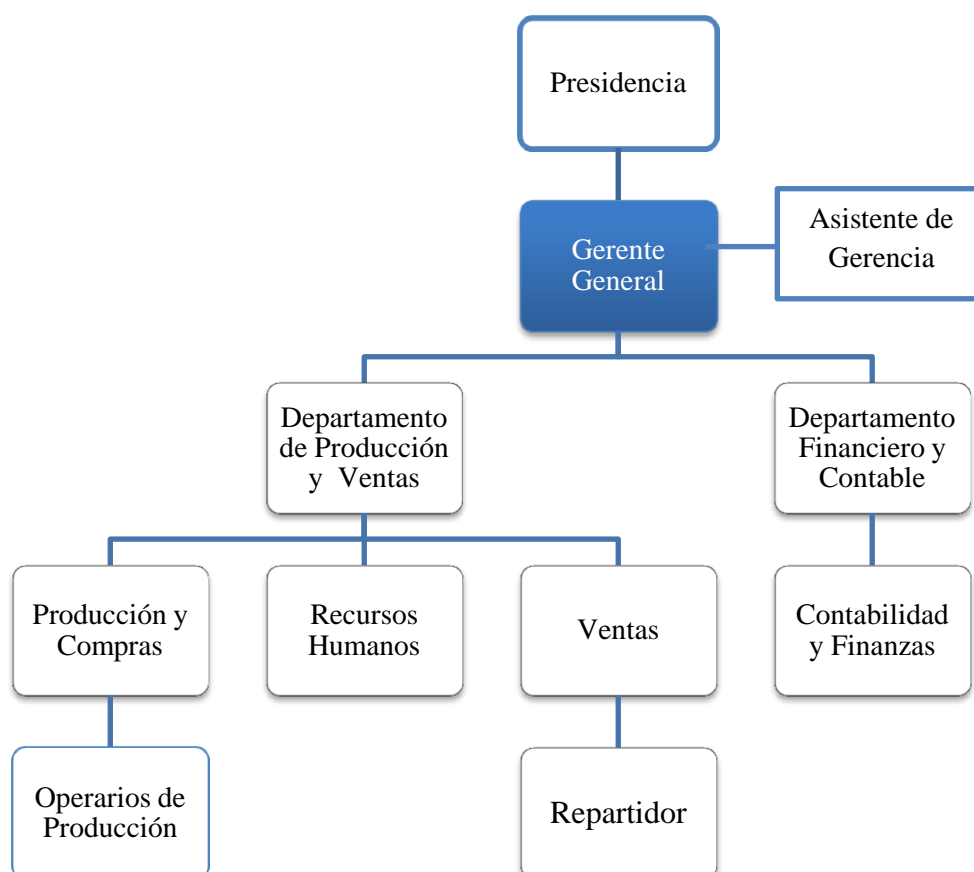 Presidencia
Asistente de
Gerencia
Gerente
General
Departamento
de Producción
y Ventas
Departamento
Financiero y
Contable
Producción y
Compras
Recursos
Humanos
Ventas
Contabilidad
y Finanzas
Operarios de
Producción
Repartidor